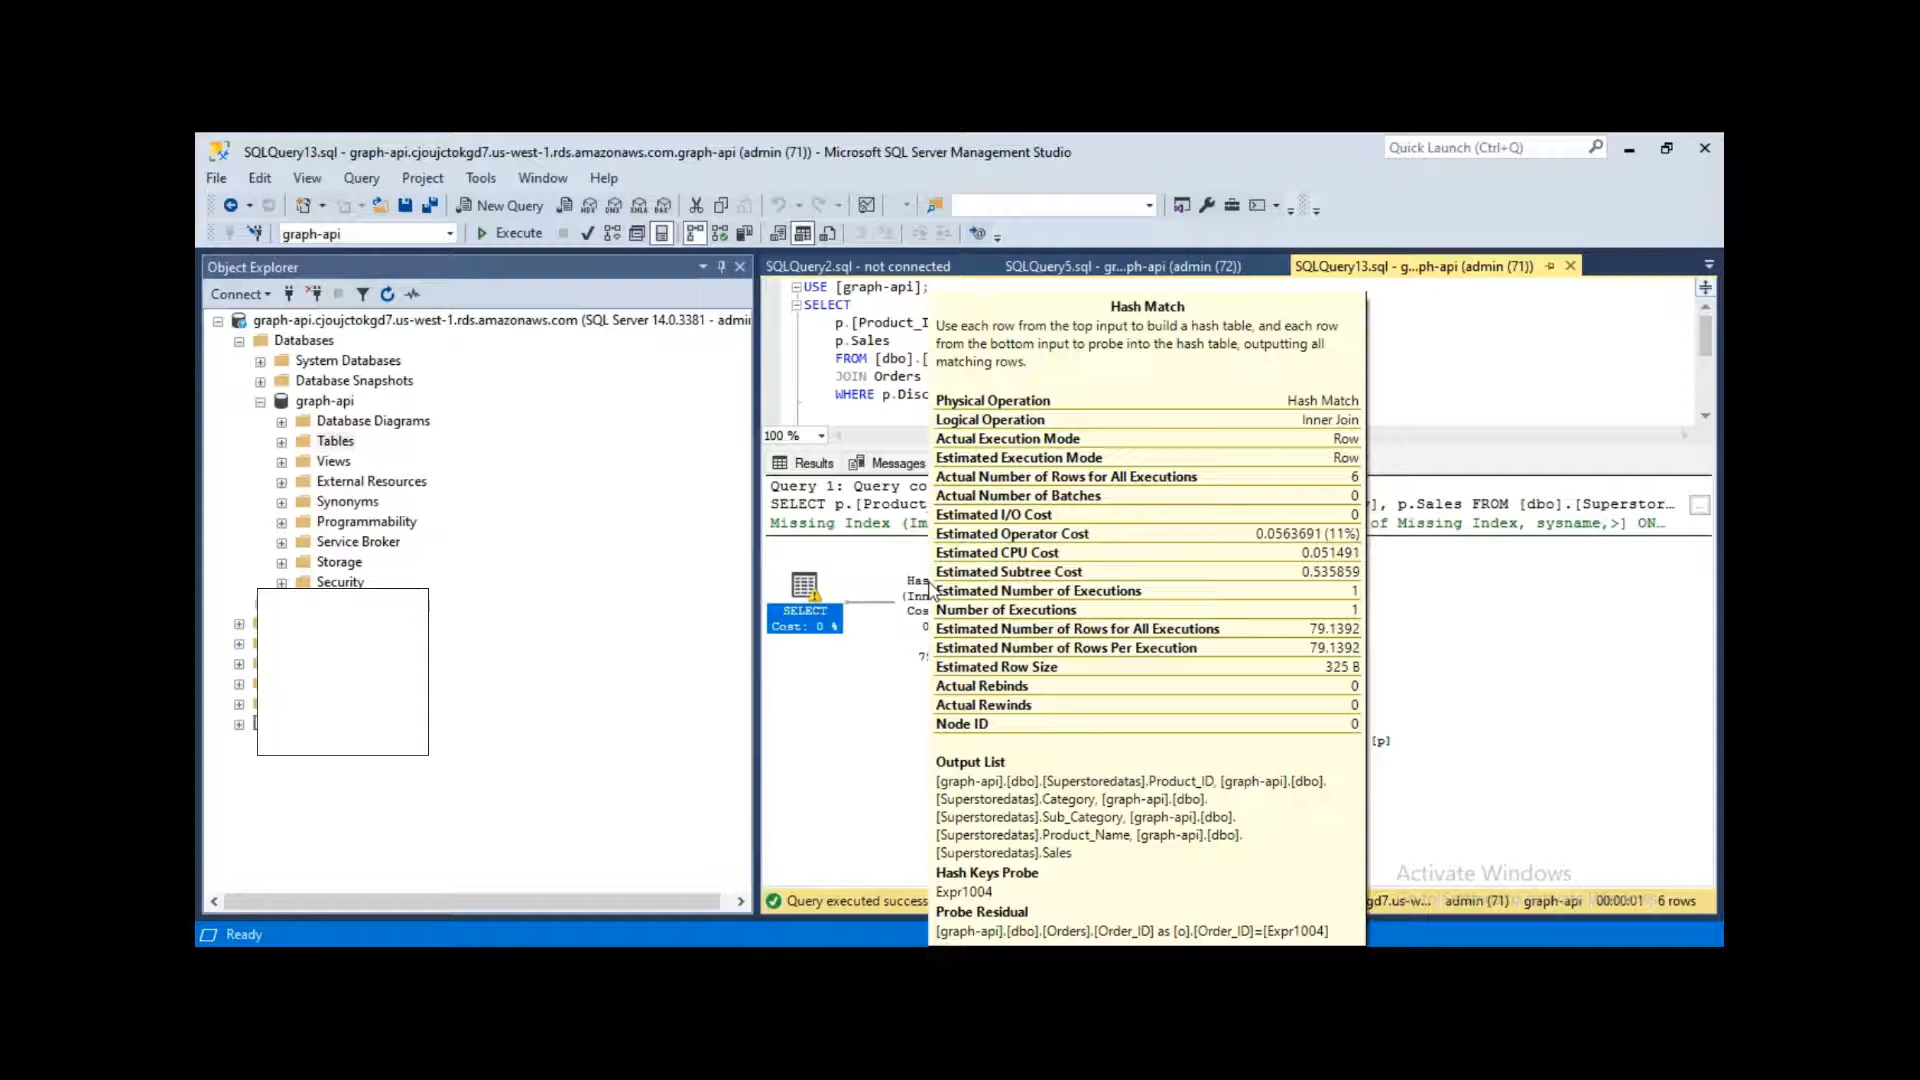 SQLQuery13.sql - graph-api.cjoujctokgd7.us-west-1.rds.amazonaws.com.graph-api (admin (71)) - Microsoft SQL Server Management Studio
Quick Launch (Ctrl+Q)
File Edit View Query Project Tools Window Help
New Query
graph-api
Execute
Object Explorer
SQLQuery2.sql - not connected
SQLQuery5.sql - gr...ph-api (admin (72))
SQLQuery13.sql - g...ph-api (admin (71))
Connect
graph-api.cjoujctokgd7.us-west-1.rds.amazonaws.com (SQL Server 14.0.3381 - admi
Databases
System Databases
Database Snapshots
graph-api
Database Diagrams
Tables
Views
External Resources
Synonyms
Programmability
Service Broker
Storage
Security
USE [graph-api];
SELECT
p.[Product_I
p.Sales
FROM [dbo].[
JOIN Orders
WHERE p.Disc
100 %
Results Messages
Query 1: Query co
SELECT p.[Product
], p.Sales FROM [dbo].[Superstor...
Missing Index (Im
of Missing Index, sysname,>] ON...
SELECT
Cost: 0 %
Has
(Inn
Co
0
[p]
Hash Match
Use each row from the top input to build a hash table, and each row
from the bottom input to probe into the hash table, outputting all
matching rows.
Physical Operation Hash Match
Logical Operation Inner Join
Actual Execution Mode Row
Estimated Execution Mode Row
Actual Number of Rows for All Executions 6
Actual Number of Batches 0
Estimated I/O Cost 0
Estimated Operator Cost 0.0563691 (11%)
Estimated CPU Cost 0.051491
Estimated Subtree Cost 0.535859
Estimated Number of Executions 1
Number of Executions 1
Estimated Number of Rows for All Executions 79.1392
Estimated Number of Rows Per Execution 79.1392
Estimated Row Size 325 B
Actual Rebinds 0
Actual Rewinds 0
Node ID 0
Output List
[graph-api].[dbo].[Superstoredatas].Product_ID, [graph-api].[dbo].
[Superstoredatas].Category, [graph-api].[dbo].
[Superstoredatas].Sub_Category, [graph-api].[dbo].
[Superstoredatas].Product_Name, [graph-api].[dbo].
[Superstoredatas].Sales
Hash Keys Probe
Expr1004
Probe Residual
[graph-api].[dbo].[Orders].[Order_ID] as [o].[Order_ID]=[Expr1004]
Activate Windows
Query executed success
gd7.us-w... admin (71) graph-api 00:00:01 6 rows
Ready